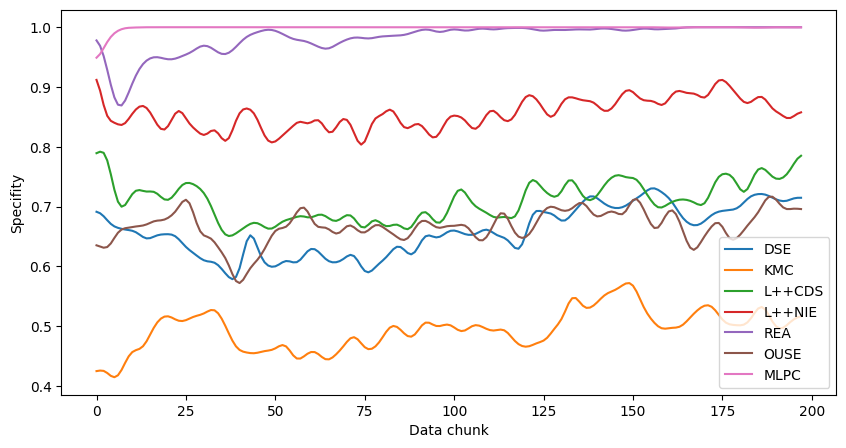 1.0
0.9
0.8
0.7
0.6
0.5
0.4
Specifity
0 25 50 75 100 125 150 175 200
Data chunk
DSE
KMC
L++CDS
L++NIE
REA
OUSE
MLPC